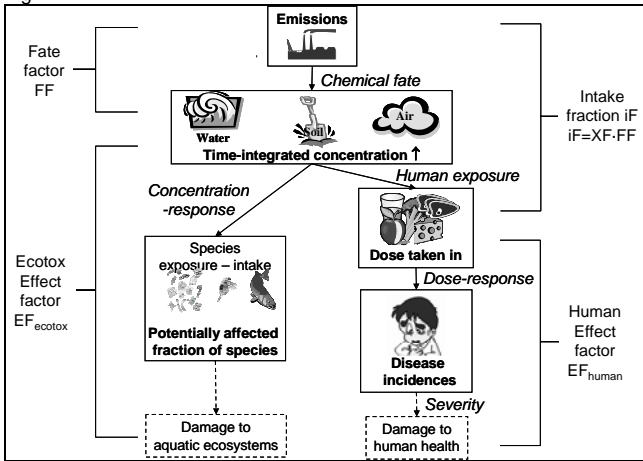 Emissions
Fate
factor
FF
Chemical fate
Intake
fraction iF
iF=XF·FF
Water
Soil
Air
Time-integrated concentration ↑
Concentration
-response
Human exposure
Species
exposure – intake
Dose taken in
Ecotox
Effect
factor
EFecotox
Dose-response
Potentially affected
fraction of species
Disease
incidences
Human
Effect
factor
EFhuman
Severity
Damage to
aquatic ecosystems
Damage to
human health